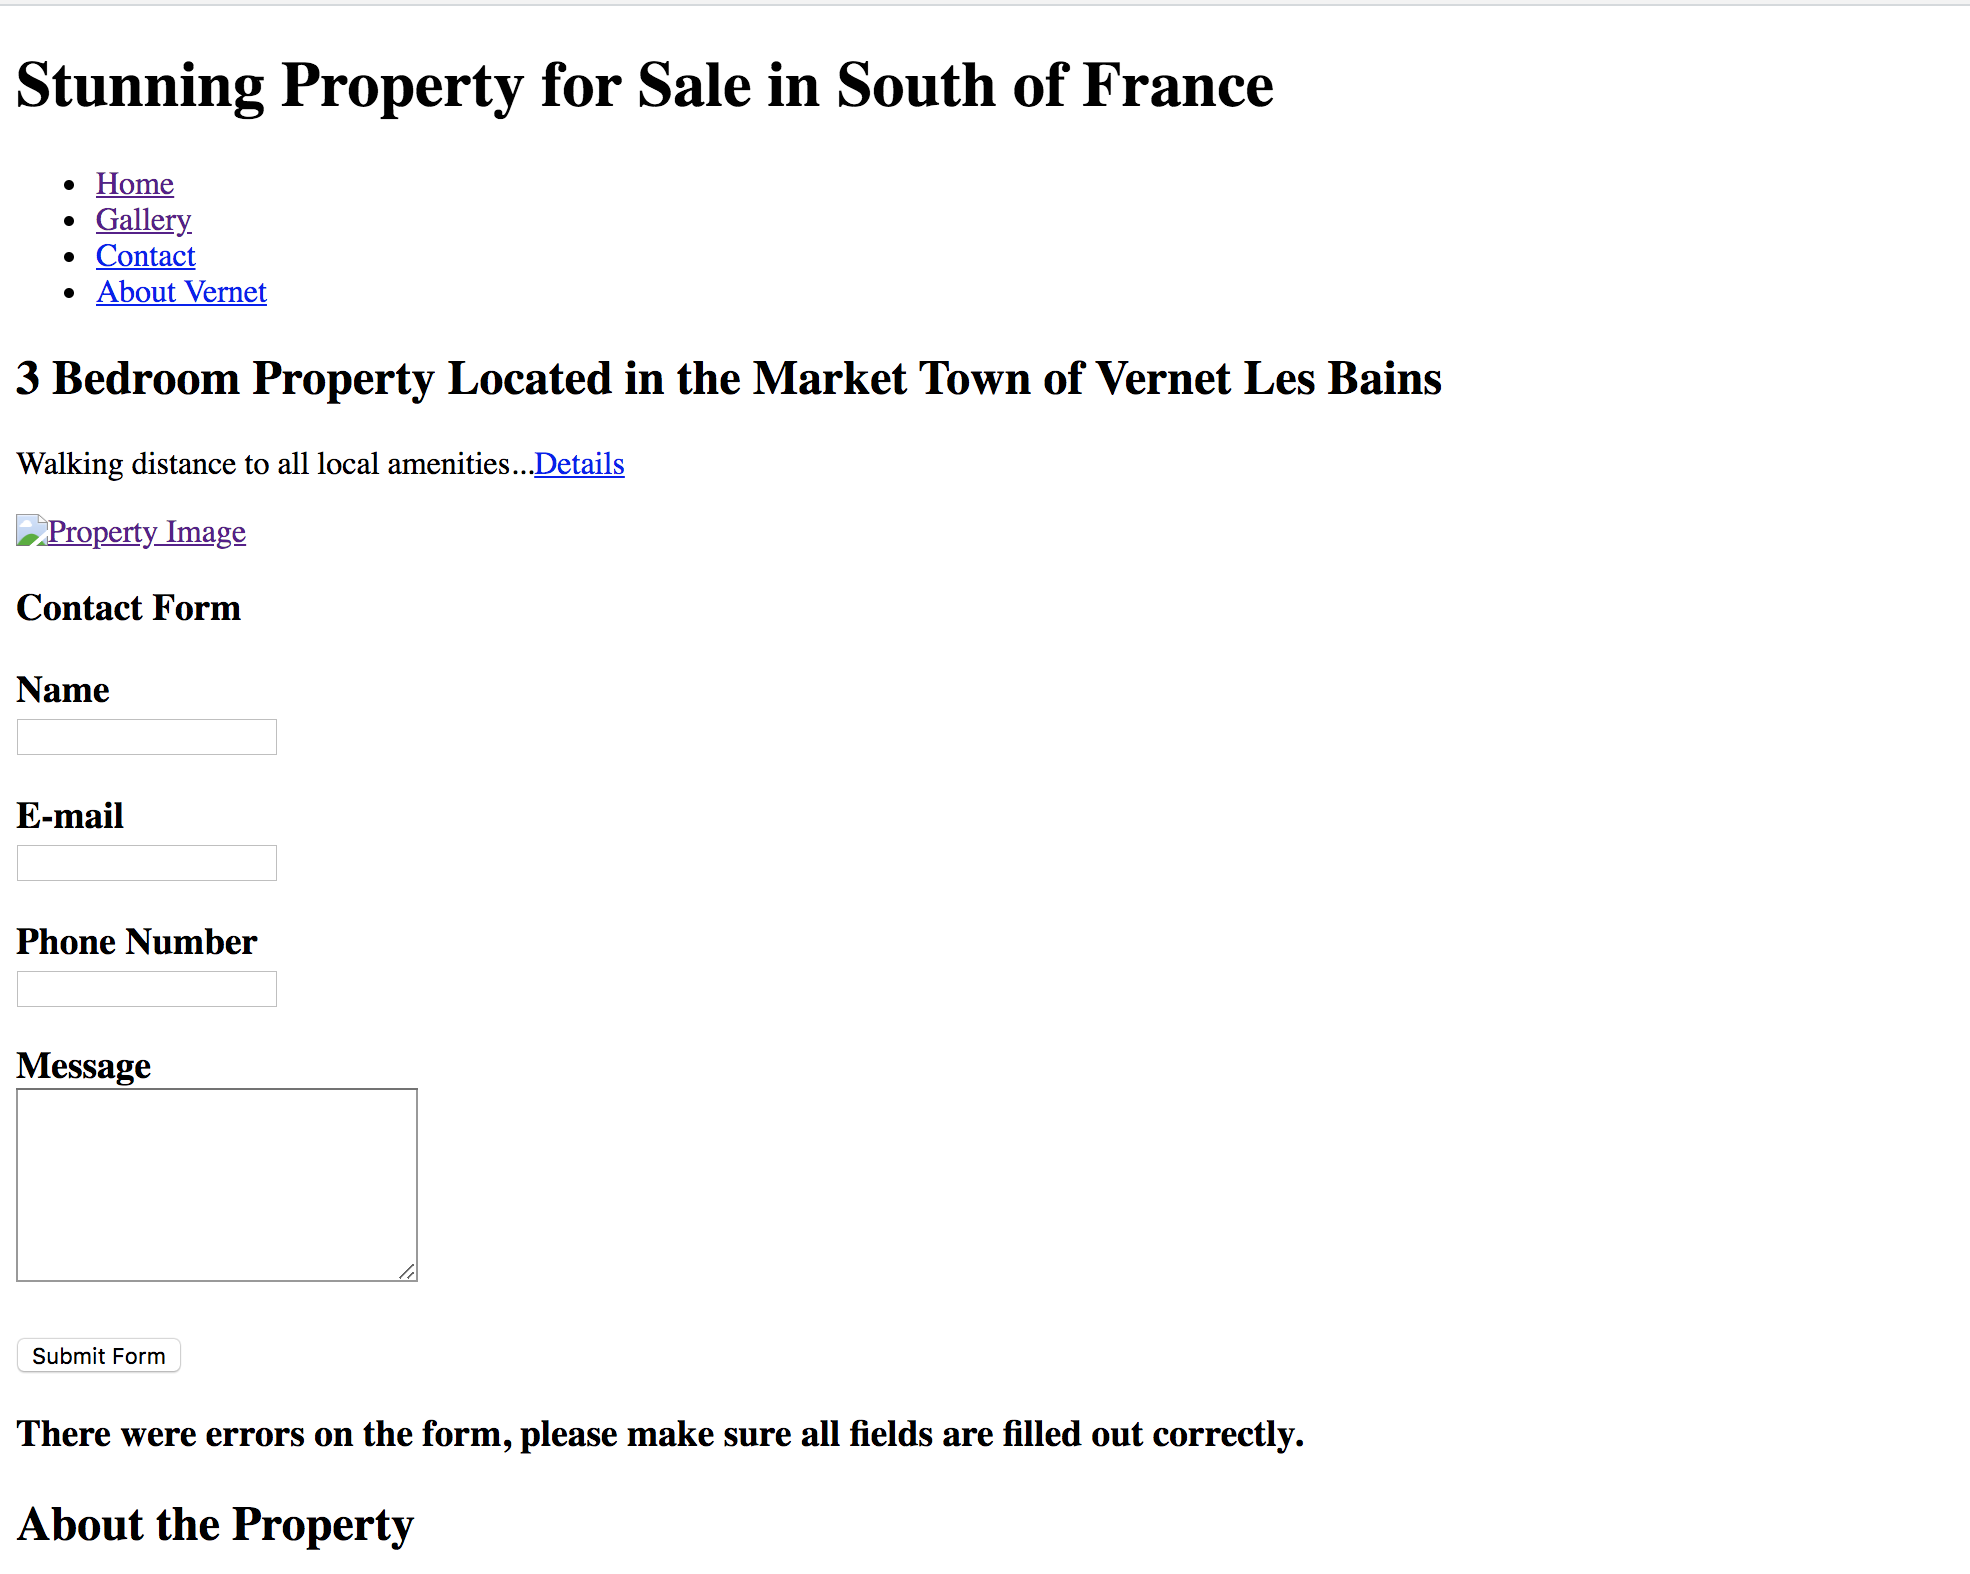 Stunning Property for Sale in South of France
Home
Gallery
Contact
About Vernet
3 Bedroom Property Located in the Market Town of Vernet Les Bains
Walking distance to all local amenities...Details
Property Image
Contact Form
Name
E-mail
Phone Number
Message
Submit Form
There were errors on the form, please make sure all fields are filled out correctly.
About the Property